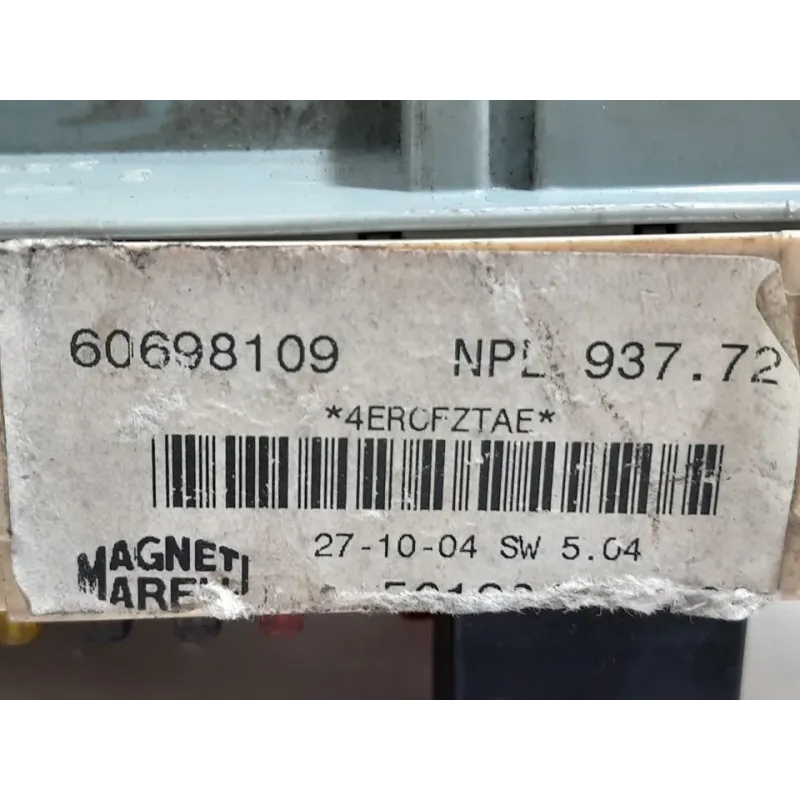 60698109 NPL 937.72
*4ERCFZTAE*
27-10-04 SW 5.04
MAGNETI
MARELLI